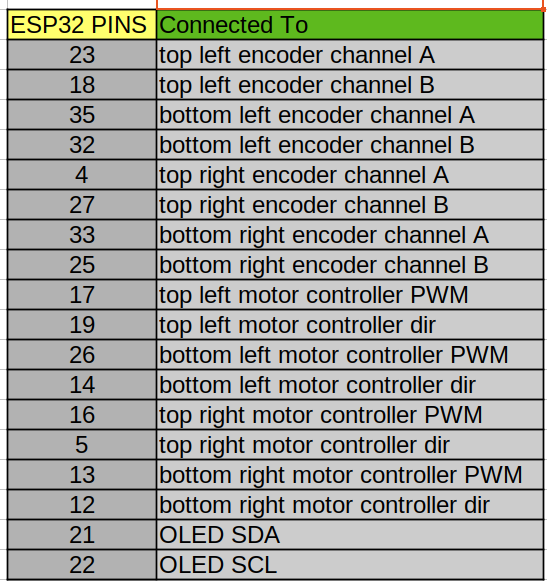 ESP32 PINS Connected To
23 top left encoder channel A
18 top left encoder channel B
35 bottom left encoder channel A
32 bottom left encoder channel B
4 top right encoder channel A
27 top right encoder channel B
33 bottom right encoder channel A
25 bottom right encoder channel B
17 top left motor controller PWM
19 top left motor controller dir
26 bottom left motor controller PWM
14 bottom left motor controller dir
16 top right motor controller PWM
5 top right motor controller dir
13 bottom right motor controller PWM
12 bottom right motor controller dir
21 OLED SDA
22 OLED SCL